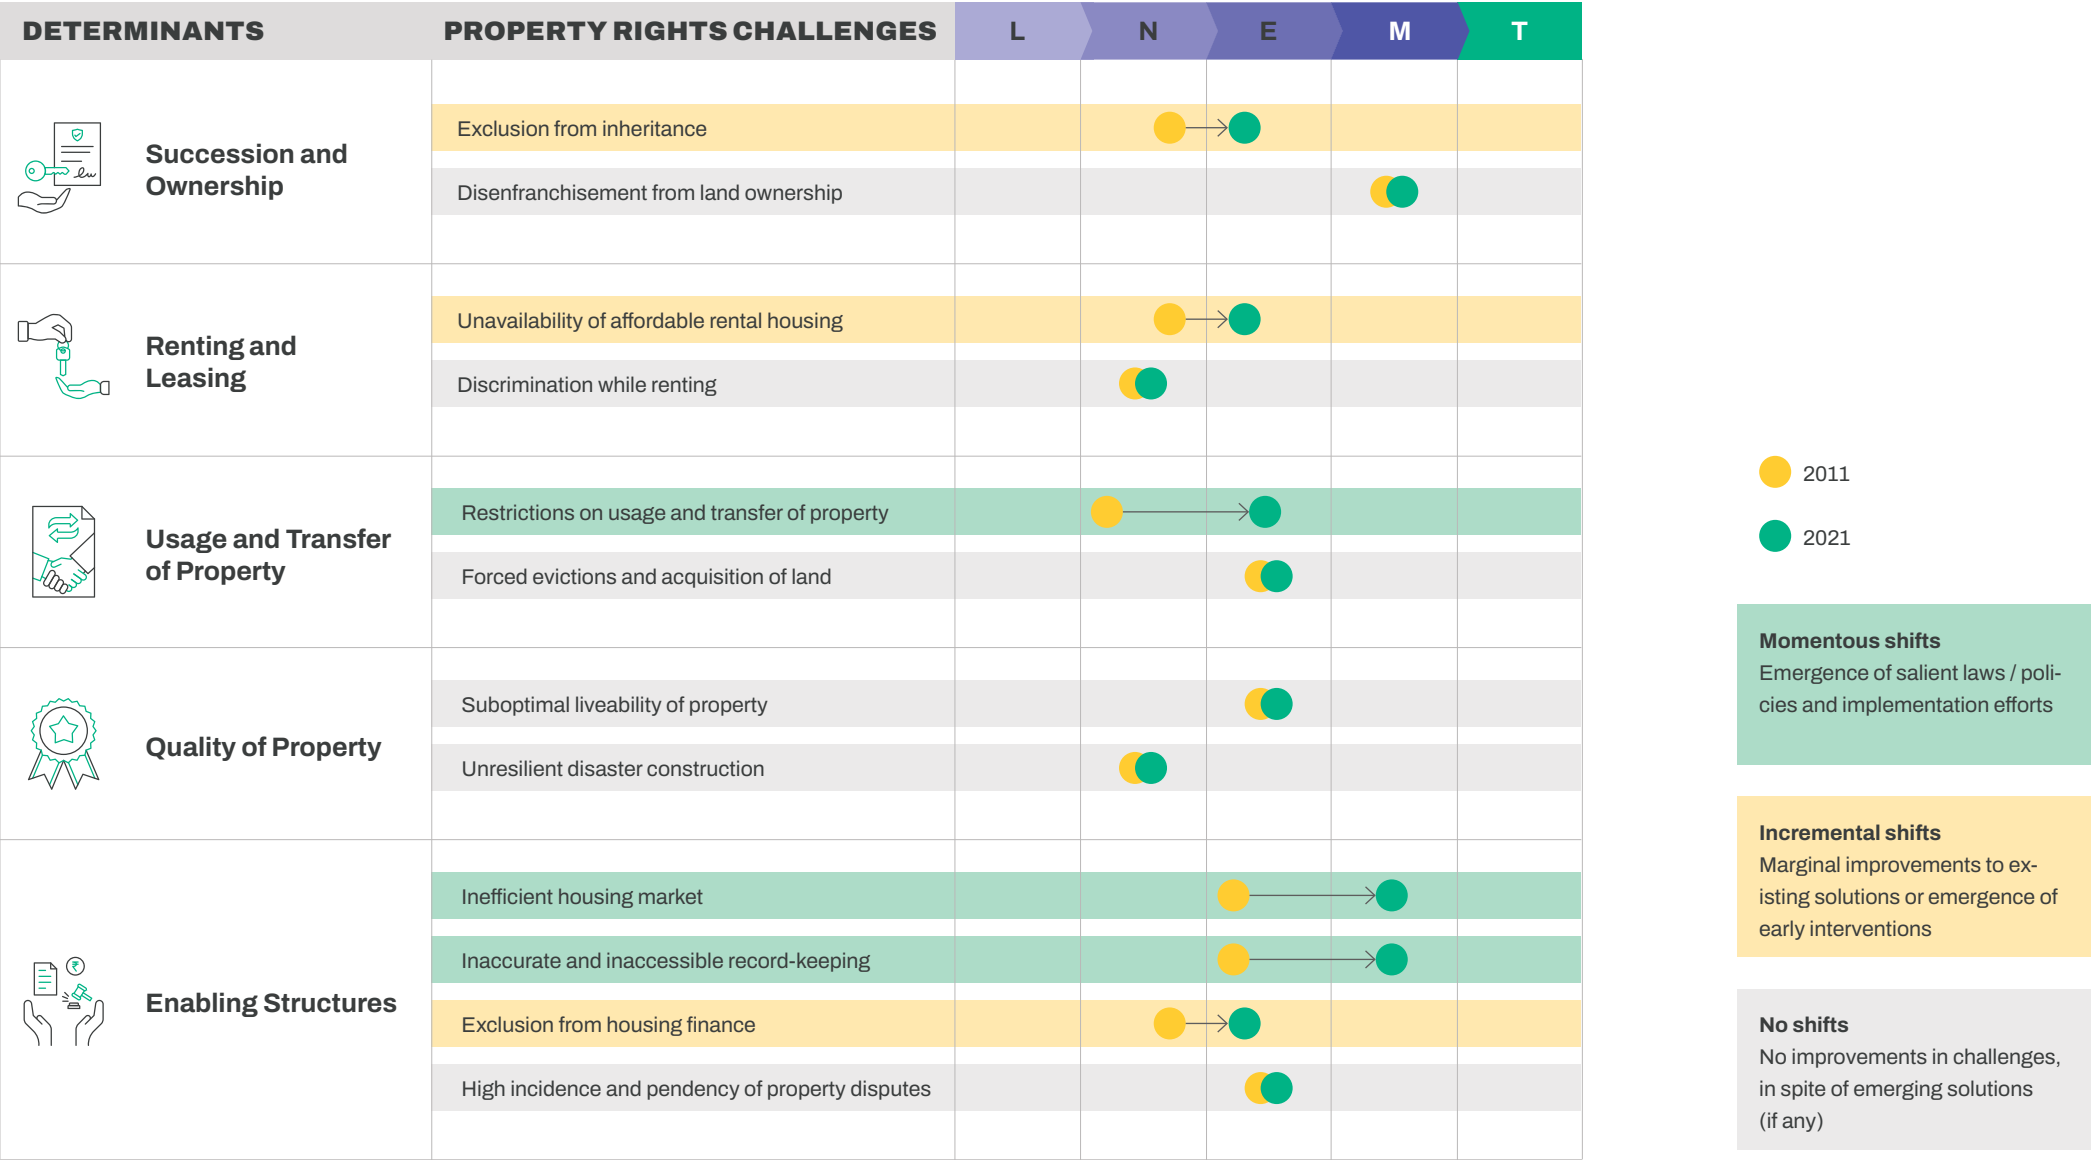 DETERMINANTS
PROPERTY RIGHTS CHALLENGES
L
N
E
M
T
Succession and
Ownership
Exclusion from inheritance
Disenfranchisement from land ownership
Renting and
Leasing
Unavailability of affordable rental housing
Discrimination while renting
Usage and Transfer
of Property
Restrictions on usage and transfer of property
Forced evictions and acquisition of land
Quality of Property
Suboptimal liveability of property
Unresilient disaster construction
₹
Enabling Structures
Inefficient housing market
Inaccurate and inaccessible record-keeping
Exclusion from housing finance
High incidence and pendency of property disputes
2011
2021
Momentous shifts
Emergence of salient laws / poli-
cies and implementation efforts
Incremental shifts
Marginal improvements to ex-
isting solutions or emergence of
early interventions
No shifts
No improvements in challenges,
in spite of emerging solutions
(if any)